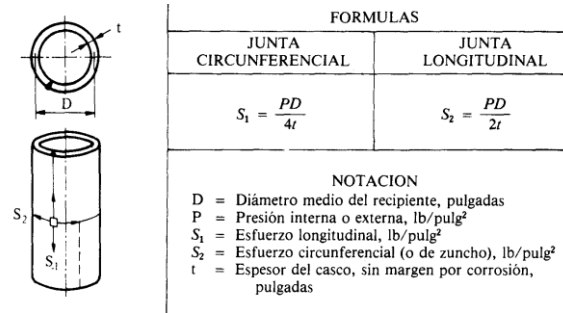 t
D
S₂
S₁
FORMULAS
JUNTA
CIRCUNFERENCIAL
JUNTA
LONGITUDINAL
S₁ = PD/4t
S₂ = PD/2t
NOTACION
D = Diámetro medio del recipiente, pulgadas
P = Presión interna o externa, lb/pulg²
S₁ = Esfuerzo longitudinal, lb/pulg²
S₂ = Esfuerzo circunferencial (o de zuncho), lb/pulg²
t = Espesor del casco, sin margen por corrosión,
pulgadas